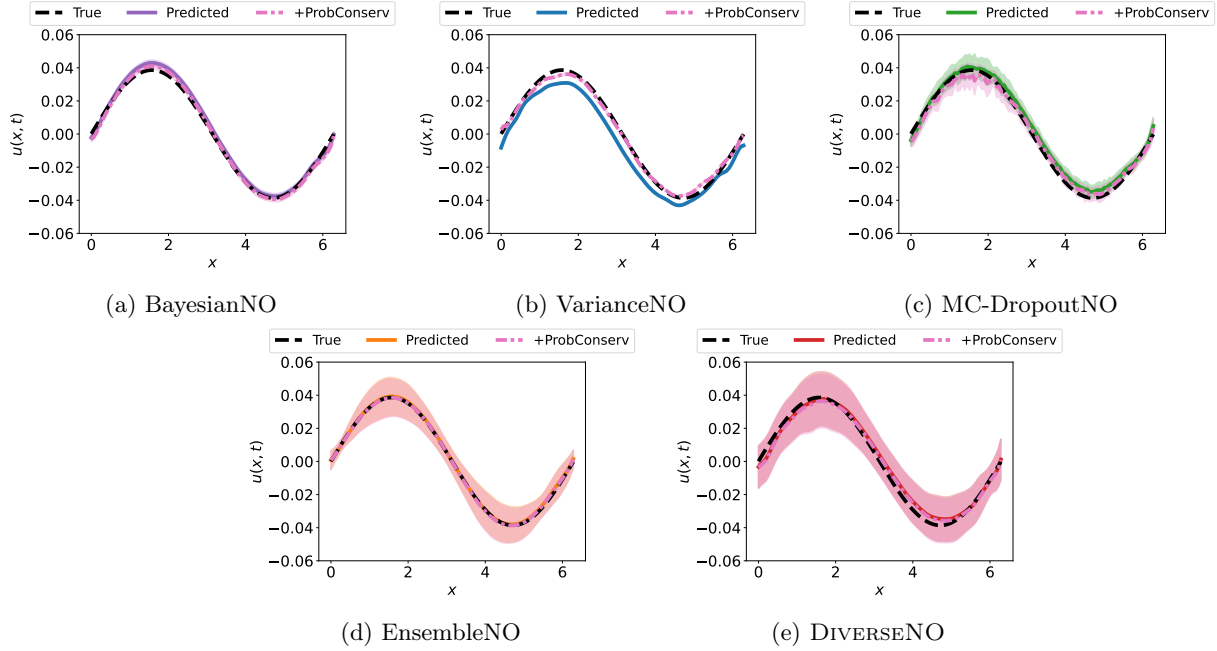 True Predicted +ProbConserv
0.06
0.04
0.02
0.00
−0.02
−0.04
−0.06
u(x, t)
0 2 4 6
x
(a) BayesianNO
True Predicted +ProbConserv
0.06
0.04
0.02
0.00
−0.02
−0.04
−0.06
u(x, t)
0 2 4 6
x
(b) VarianceNO
True Predicted +ProbConserv
0.06
0.04
0.02
0.00
−0.02
−0.04
−0.06
u(x, t)
0 2 4 6
x
(c) MC-DropoutNO
True Predicted +ProbConserv
0.06
0.04
0.02
0.00
−0.02
−0.04
−0.06
u(x, t)
0 2 4 6
x
(d) EnsembleNO
True Predicted +ProbConserv
0.06
0.04
0.02
0.00
−0.02
−0.04
−0.06
u(x, t)
0 2 4 6
x
(e) DIVERSENO